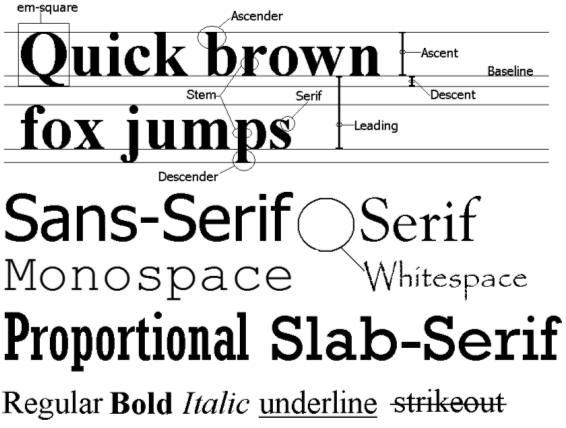 em-square
Ascender
Quick brown
Ascent
Baseline
Stem
Serif
Descent
fox jumps
Leading
Descender
Sans-Serif Serif
Monospace Whitespace
Proportional Slab-Serif
Regular Bold Italic underline strikeout